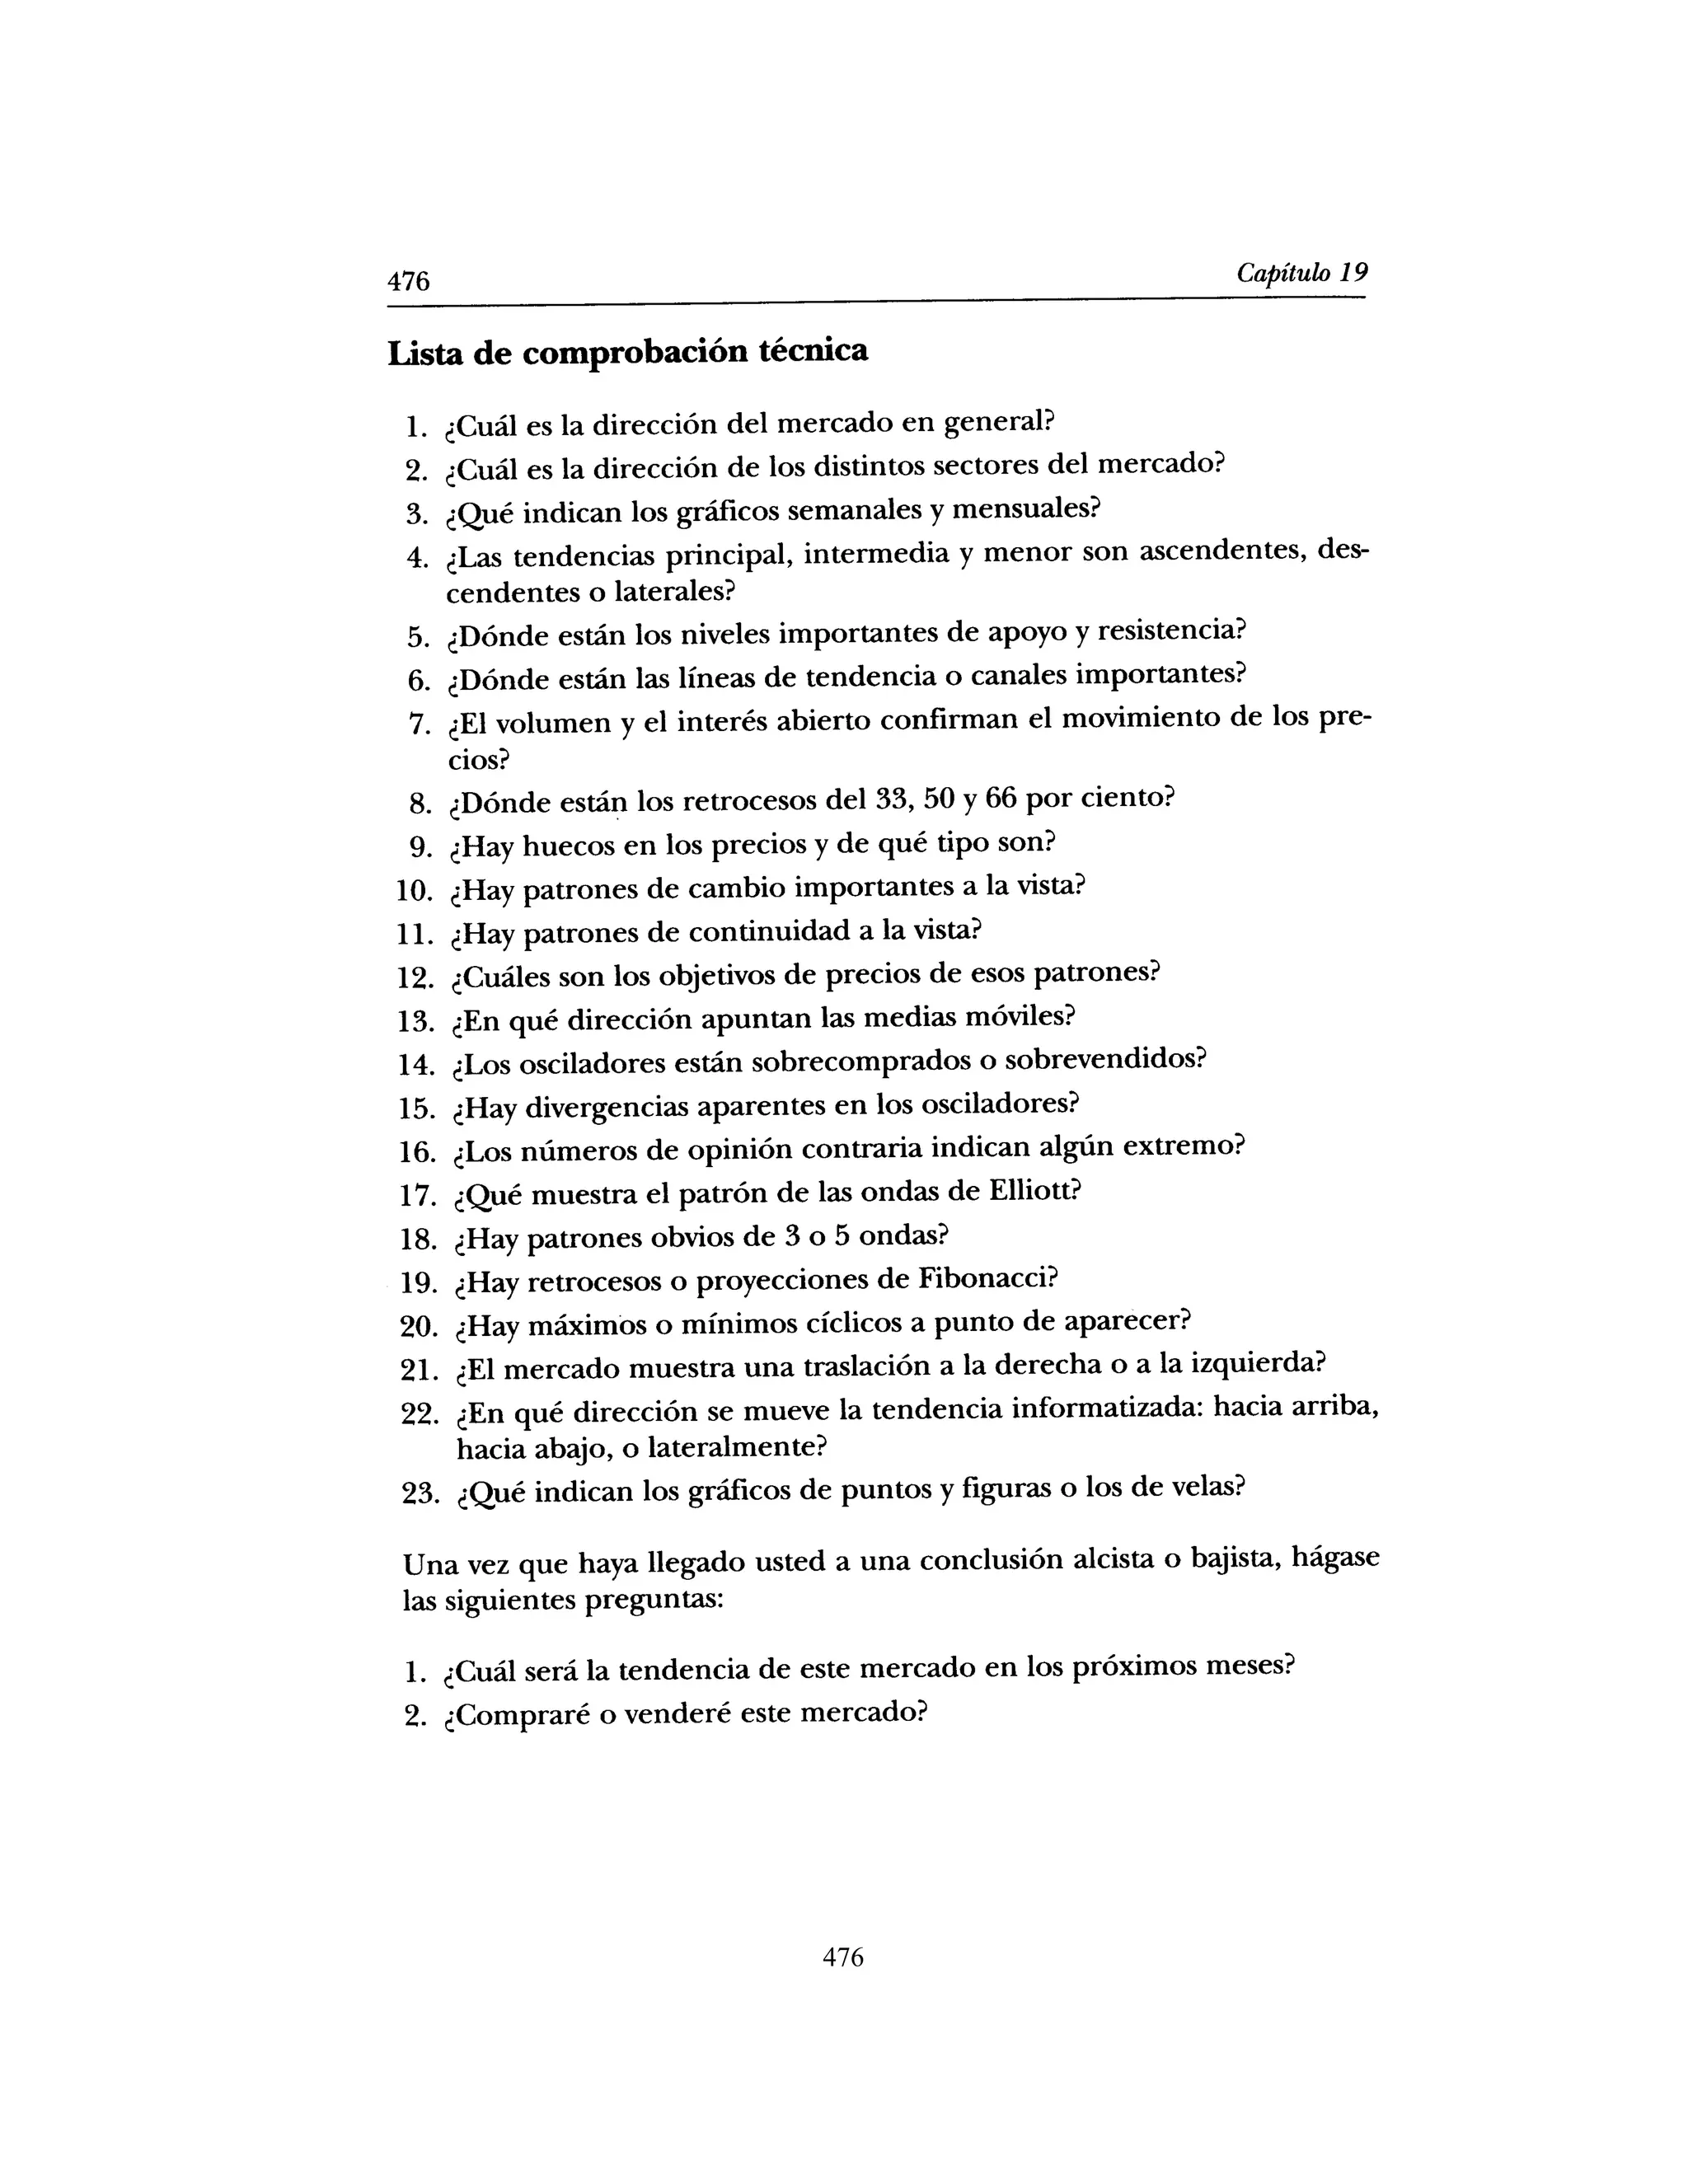 476 Capítulo 19
Lista de comprobación técnica
1. ¿Cuál es la dirección del mercado en general?
2. ¿Cuál es la dirección de los distintos sectores del mercado?
3. ¿Qué indican los gráficos semanales y mensuales?
4. ¿Las tendencias principal, intermedia y menor son ascendentes, des-
cendentes o laterales?
5. ¿Dónde están los niveles importantes de apoyo y resistencia?
6. ¿Dónde están las líneas de tendencia o canales importantes?
7. ¿El volumen y el interés abierto confirman el movimiento de los pre-
cios?
8. ¿Dónde están los retrocesos del 33, 50 y 66 por ciento?
9. ¿Hay huecos en los precios y de qué tipo son?
10. ¿Hay patrones de cambio importantes a la vista?
11. ¿Hay patrones de continuidad a la vista?
12. ¿Cuáles son los objetivos de precios de esos patrones?
13. ¿En qué dirección apuntan las medias móviles?
14. ¿Los osciladores están sobrecomprados o sobrevendidos?
15. ¿Hay divergencias aparentes en los osciladores?
16. ¿Los números de opinión contraria indican algún extremo?
17. ¿Qué muestra el patrón de las ondas de Elliott?
18. ¿Hay patrones obvios de 3 o 5 ondas?
19. ¿Hay retrocesos o proyecciones de Fibonacci?
20. ¿Hay máximos o mínimos cíclicos a punto de aparecer?
21. ¿El mercado muestra una traslación a la derecha o a la izquierda?
22. ¿En qué dirección se mueve la tendencia informatizada: hacia arriba,
hacia abajo, o lateralmente?
23. ¿Qué indican los gráficos de puntos y figuras o los de velas?
Una vez que haya llegado usted a una conclusión alcista o bajista, hágase
las siguientes preguntas:
1. ¿Cuál será la tendencia de este mercado en los próximos meses?
2. ¿Compraré o venderé este mercado?
476